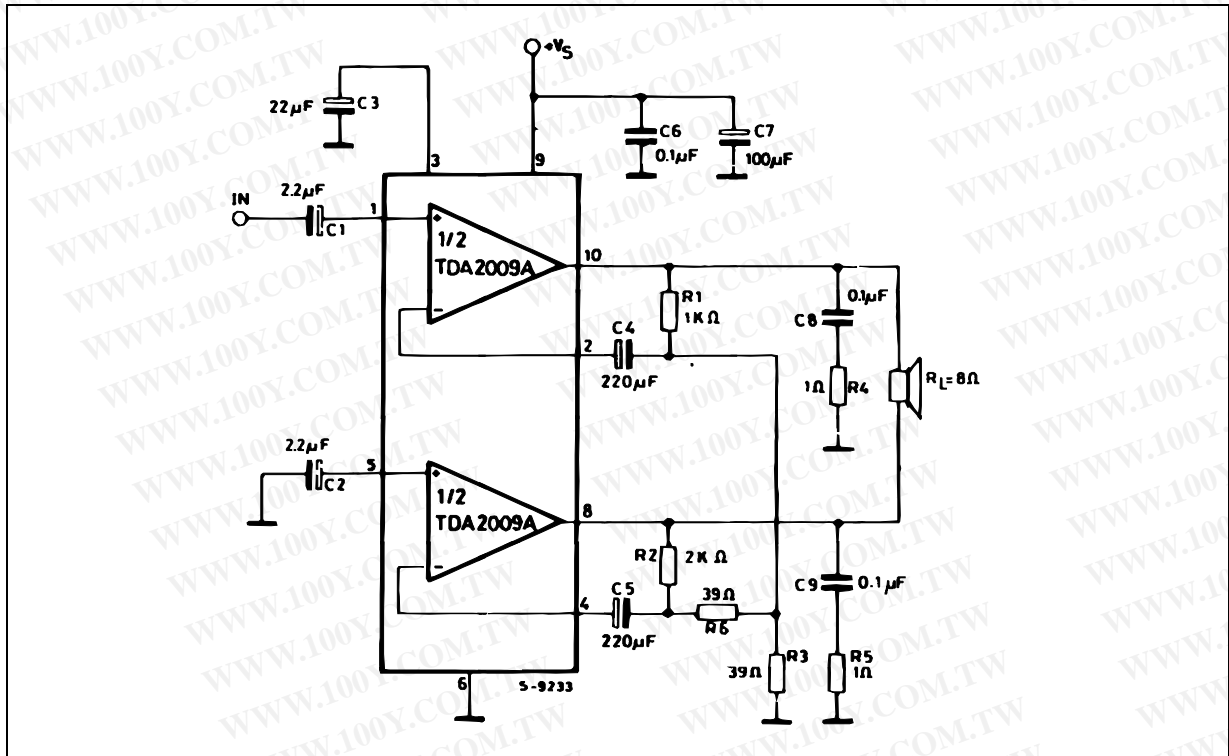 +VS
22µF
C3
C6
0.1µF
C7
100µF
3
9
IN
2.2µF
C1
1
+
1/2
TDA2009A
-
10
R1
1KΩ
0.1µF
C8
C4
2
220µF
1Ω
R4
RL=8Ω
2.2µF
C2
5
+
1/2
TDA2009A
-
8
R2
2KΩ
C9
0.1µF
C5
4
220µF
39Ω
R6
39Ω
R3
R5
1Ω
6
S-9233
WWW.100Y.COM.TW